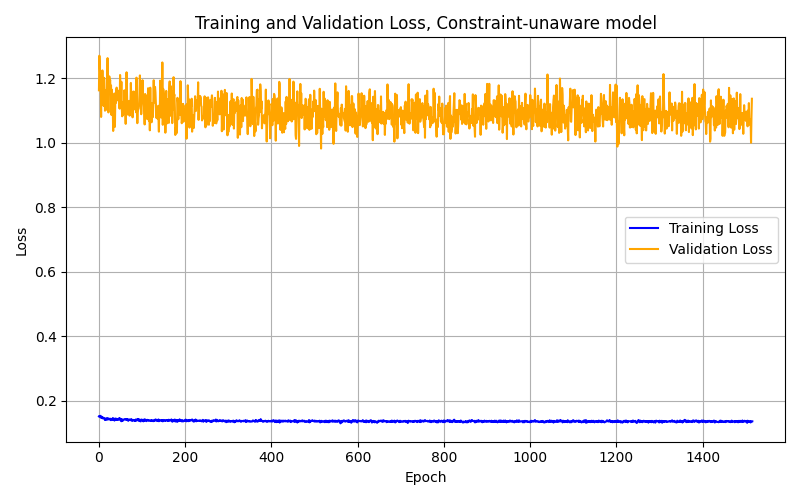 Training and Validation Loss, Constraint-unaware model
Loss
1.2
1.0
0.8
0.6
0.4
0.2
Training Loss
Validation Loss
0 200 400 600 800 1000 1200 1400
Epoch